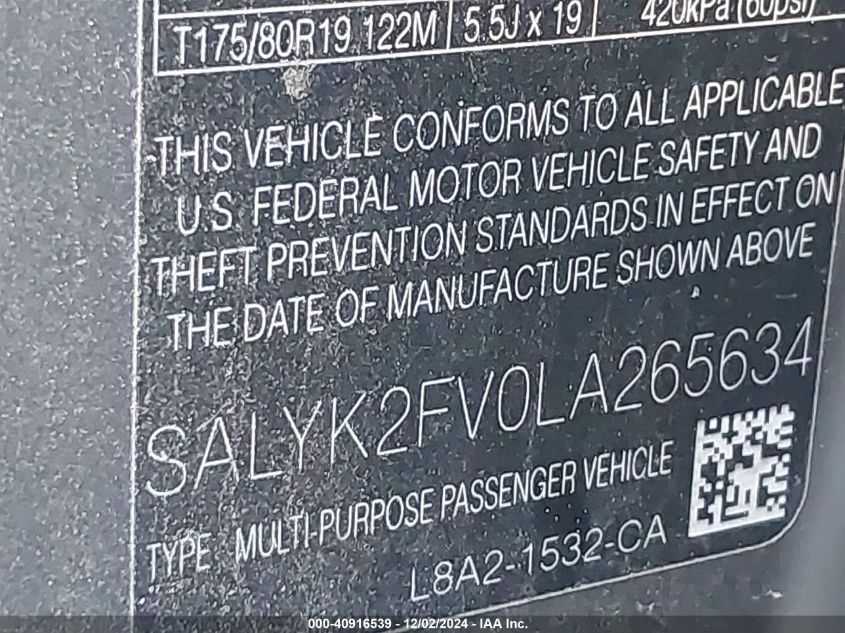 T175/80R19 122M 5.5J x 19 420kPa (60psi)
THIS VEHICLE CONFORMS TO ALL APPLICABLE
U.S. FEDERAL MOTOR VEHICLE SAFETY AND
THEFT PREVENTION STANDARDS IN EFFECT ON
THE DATE OF MANUFACTURE SHOWN ABOVE
SALYK2FV0LA265634
TYPE MULTI-PURPOSE PASSENGER VEHICLE
L8A2-1532-CA
000-40916539 - 12/02/2024 - IAA Inc.